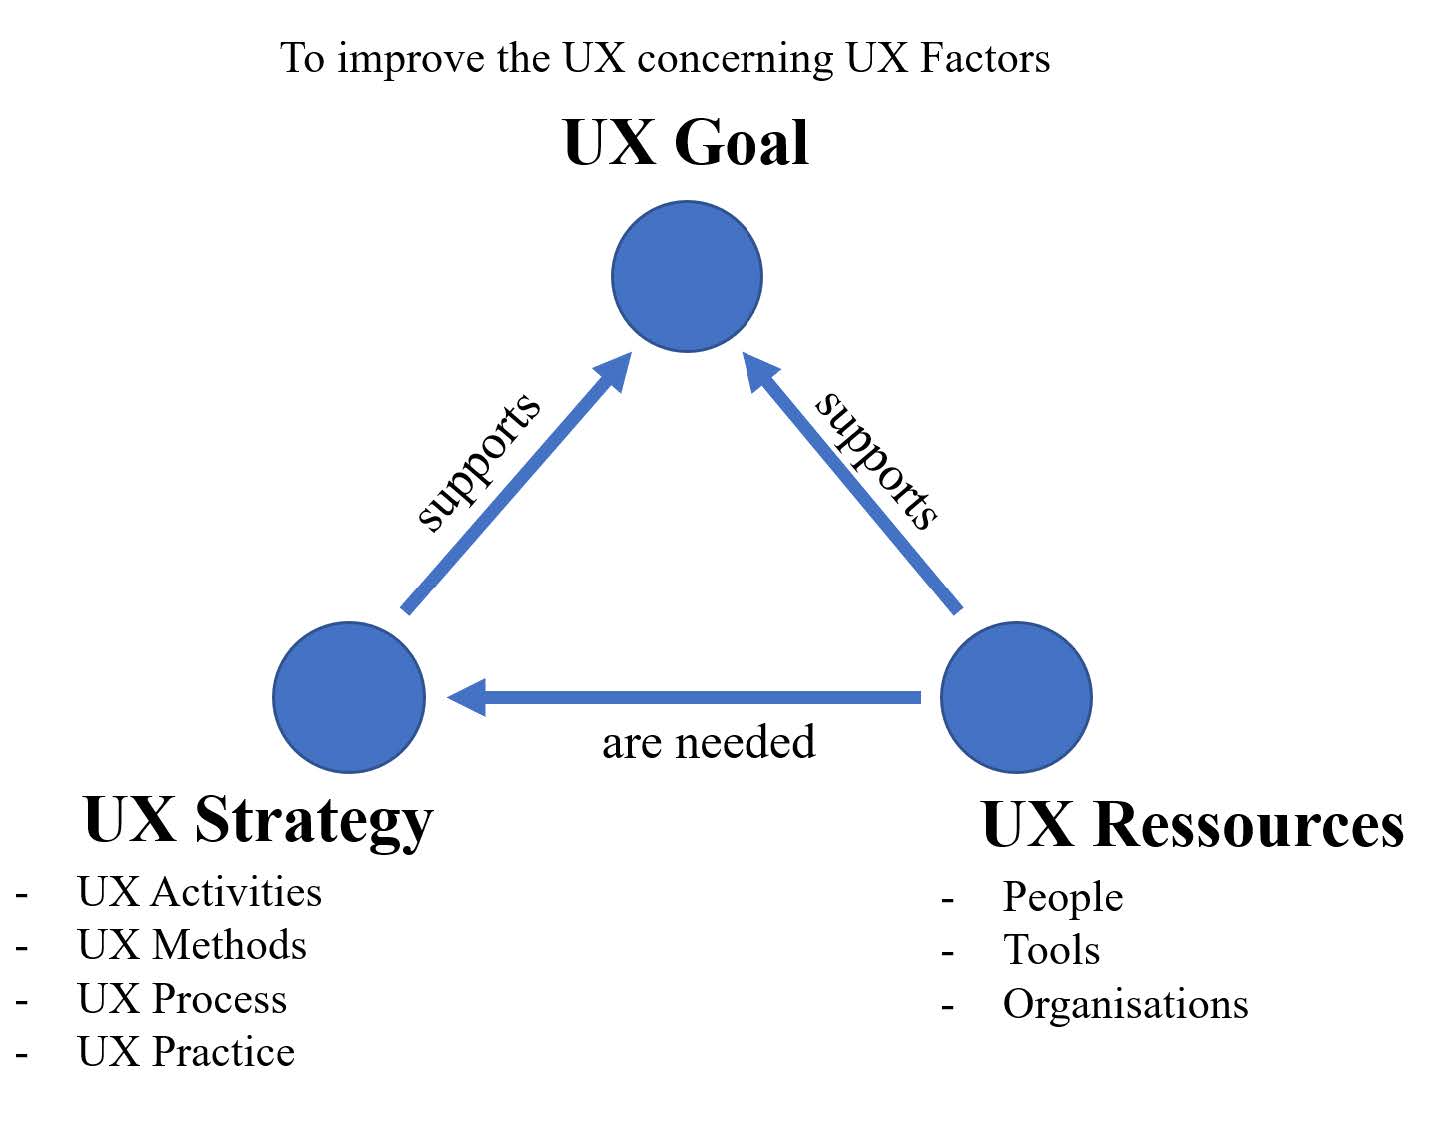 To improve the UX concerning UX Factors
UX Goal
supports
supports
are needed
UX Strategy
- UX Activities
- UX Methods
- UX Process
- UX Practice
UX Ressources
- People
- Tools
- Organisations